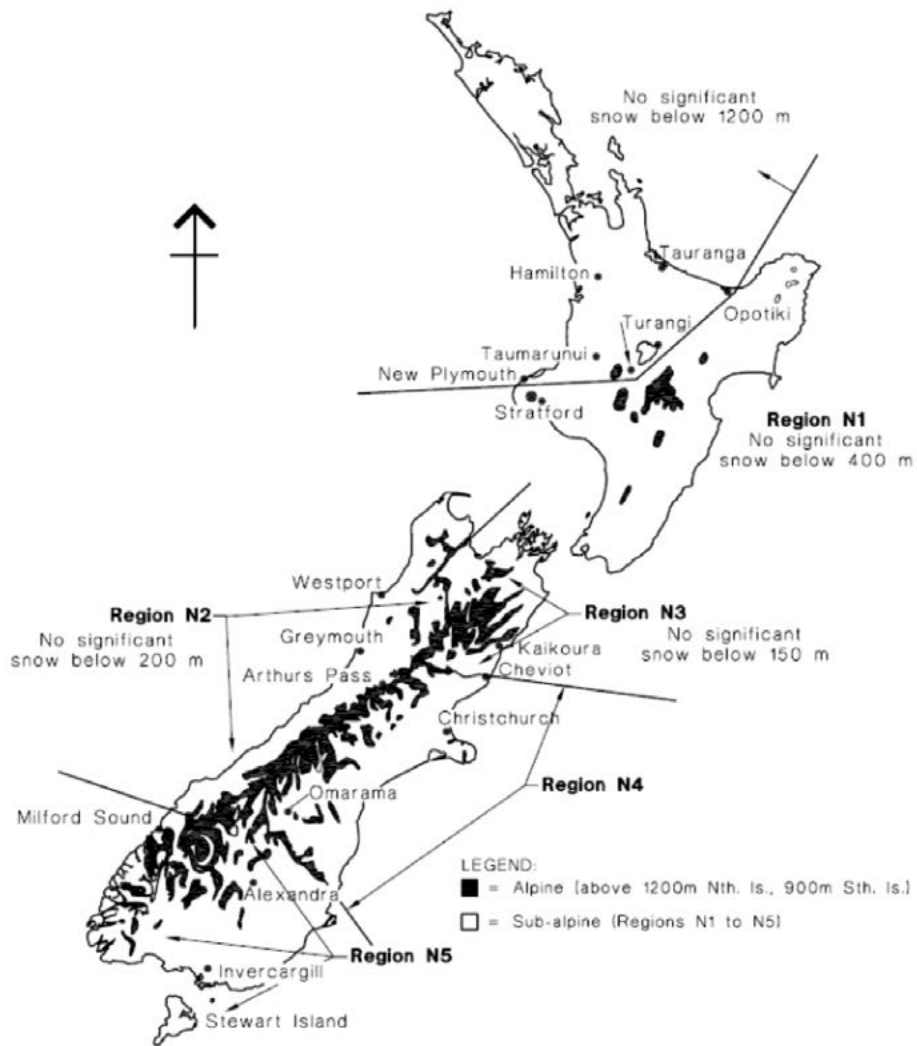 No significant
snow below 1200 m
Tauranga
Hamilton
Opotiki
Turangi
Taumarunui
New Plymouth
Stratford
Region N1
No significant
snow below 400 m
Westport
Region N2
No significant
snow below 200 m
Greymouth
Region N3
No significant
snow below 150 m
Kaikoura
Arthurs Pass
Cheviot
Christchurch
Region N4
Omarama
Milford Sound
LEGEND:
= Alpine (above 1200m Nth. Is., 900m Sth. Is.)
Alexandra
= Sub-alpine (Regions N1 to N5)
Region N5
Invercargill
Stewart Island